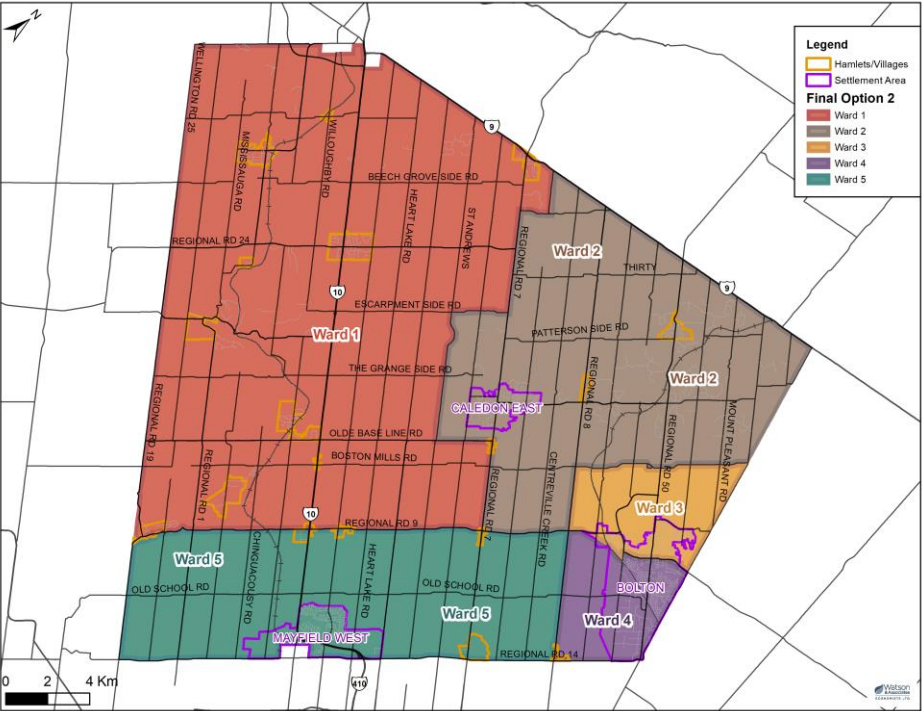 N
Legend
Hamlets/Villages
Settlement Area
Final Option 2
Ward 1
Ward 2
Ward 3
Ward 4
Ward 5
WELLINGTON RD 25
MISSISSAUGA RD
WILLOUGHBY RD
9
BEECH GROVE SIDE RD
HEART LAKE RD
ST ANDREWS
REGIONAL RD 24
REGIONAL RD 7
Ward 2
THIRTY
10
9
ESCARPMENT SIDE RD
Ward 1
PATTERSON SIDE RD
THE GRANGE SIDE RD
Ward 2
REGIONAL RD 19
CALEDON EAST
REGIONAL RD 8
REGIONAL RD 50
MOUNT PLEASANT RD
OLDE BASE LINE RD
BOSTON MILLS RD
REGIONAL RD 1
REGIONAL RD 7
CENTREVILLE CREEK RD
10
REGIONAL RD 9
Ward 3
Ward 5
CHINGUACOUSY RD
HEART LAKE RD
OLD SCHOOL RD
OLD SCHOOL RD
BOLTON
Ward 5
Ward 4
MAYFIELD WEST
REGIONAL RD 14
410
0 2 4 Km
Watson
& Associates
ECONOMISTS LTD.